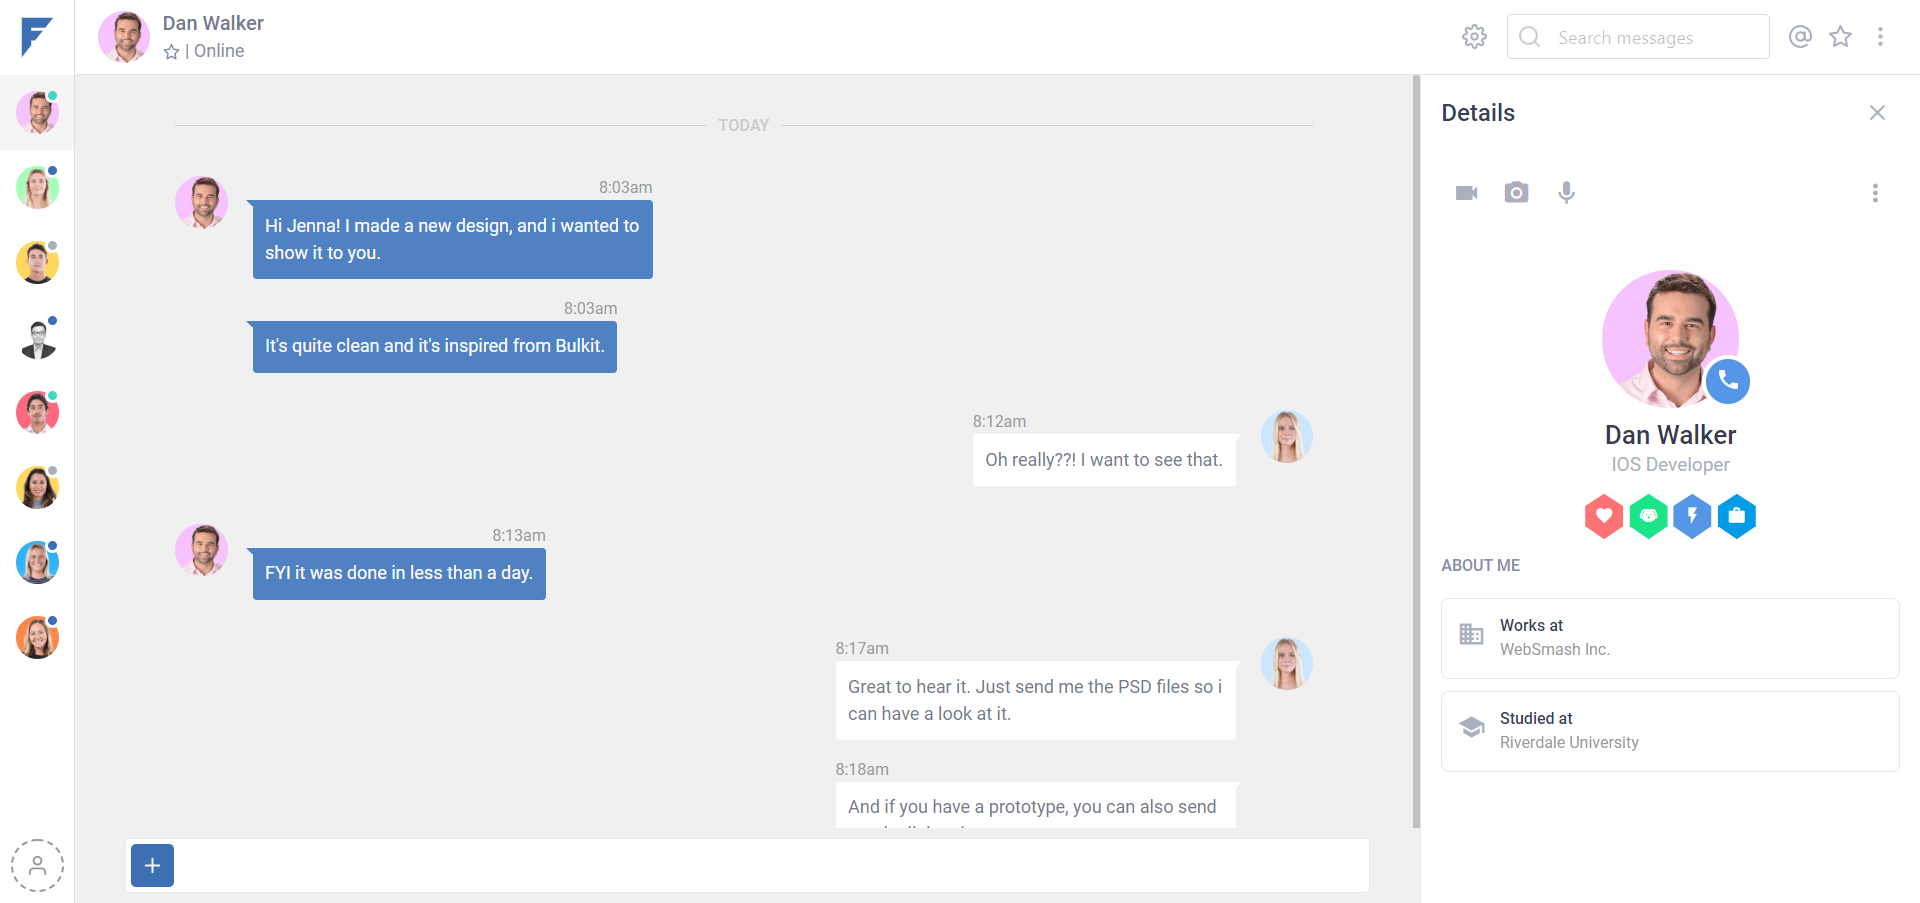 Dan Walker
| Online
Search messages
TODAY
8:03am
Hi Jenna! I made a new design, and i wanted to
show it to you.
8:03am
It's quite clean and it's inspired from Bulkit.
8:12am
Oh really??! I want to see that.
8:13am
FYI it was done in less than a day.
8:17am
Great to hear it. Just send me the PSD files so i
can have a look at it.
8:18am
And if you have a prototype, you can also send
Details
Dan Walker
IOS Developer
ABOUT ME
Works at
WebSmash Inc.
Studied at
Riverdale University